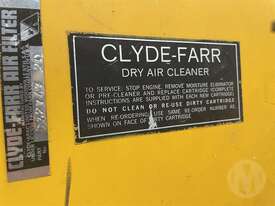 CLYDE-FARR AIR FILTER
CLYDE-FARR
DRY AIR CLEANER
TO SERVICE: STOP ENGINE. REMOVE MOISTURE ELIMINATOR
OR PRE-CLEANER AND REPLACE CARTRIDGE (COMPLETE
INSTRUCTIONS ARE SUPPLIED WITH EACH NEW CARTRIDGE)
DO NOT CLEAN OR RE-USE DIRTY CARTRIDGE
WHEN RE-ORDERING USE SAME RE-ORDER NUMBER AS
SHOWN ON FACE OF DIRTY CARTRIDGE